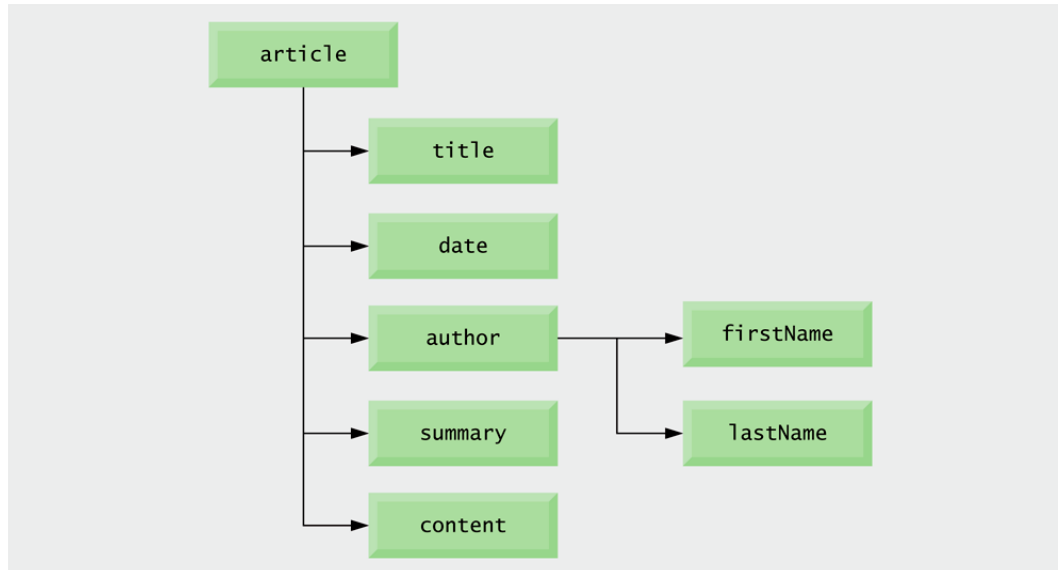 article
title
date
author
firstName
lastName
summary
content